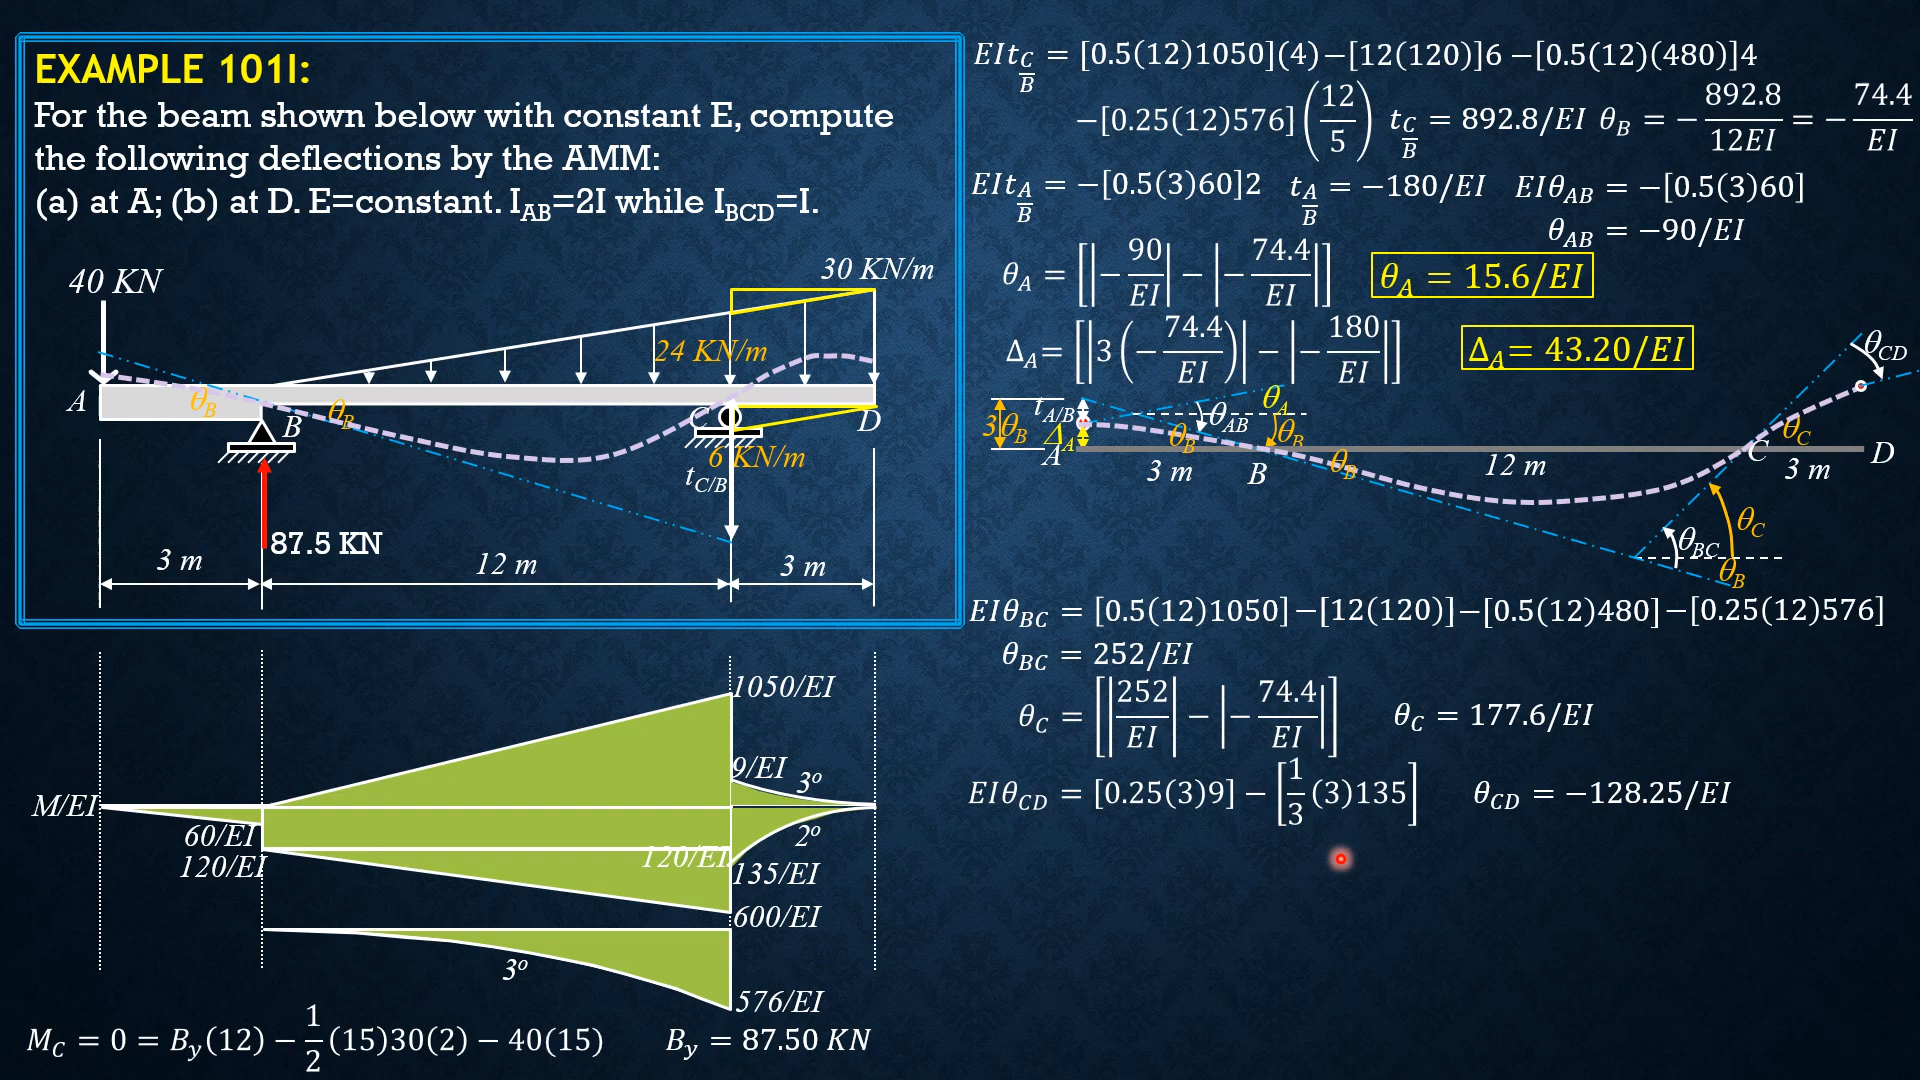 EXAMPLE 101I:
For the beam shown below with constant E, compute
the following deflections by the AMM:
(a) at A; (b) at D. E=constant. I_AB=2I while I_BCD=I.
40 KN
30 KN/m
24 KN/m
A
θ_B
B
θ_B
C
D
6 KN/m
t_C/B
87.5 KN
3 m
12 m
3 m
1050/EI
9/EI
3º
M/EI
60/EI
2º
120/EI
120/EI
135/EI
600/EI
3º
576/EI
M_C = 0 = B_y(12) − 1/2 (15)30(2) − 40(15)
B_y = 87.50 KN
EIt_C/B = [0.5(12)1050](4)−[12(120)]6 −[0.5(12)(480)]4
−[0.25(12)576](12/5) t_C/B = 892.8/EI θ_B = − 892.8/12EI = − 74.4/EI
EIt_A/B = −[0.5(3)60]2 t_A/B = −180/EI EIθ_AB = −[0.5(3)60]
θ_AB = −90/EI
θ_A = [|− 90/EI| − |− 74.4/EI|] θ_A = 15.6/EI
Δ_A= [|3 (− 74.4/EI)| − |− 180/EI|] Δ_A= 43.20/EI
θ_CD
t_A/B
θ_AB
θ_A
3θ_B
Δ_A
θ_B
θ_B
θ_C
A
3 m
B
θ_B
12 m
C
3 m
D
θ_C
θ_BC
θ_B
EIθ_BC = [0.5(12)1050]−[12(120)]−[0.5(12)480]−[0.25(12)576]
θ_BC = 252/EI
θ_C = [|252/EI| − |− 74.4/EI|] θ_C = 177.6/EI
EIθ_CD = [0.25(3)9] − [1/3 (3)135] θ_CD = −128.25/EI